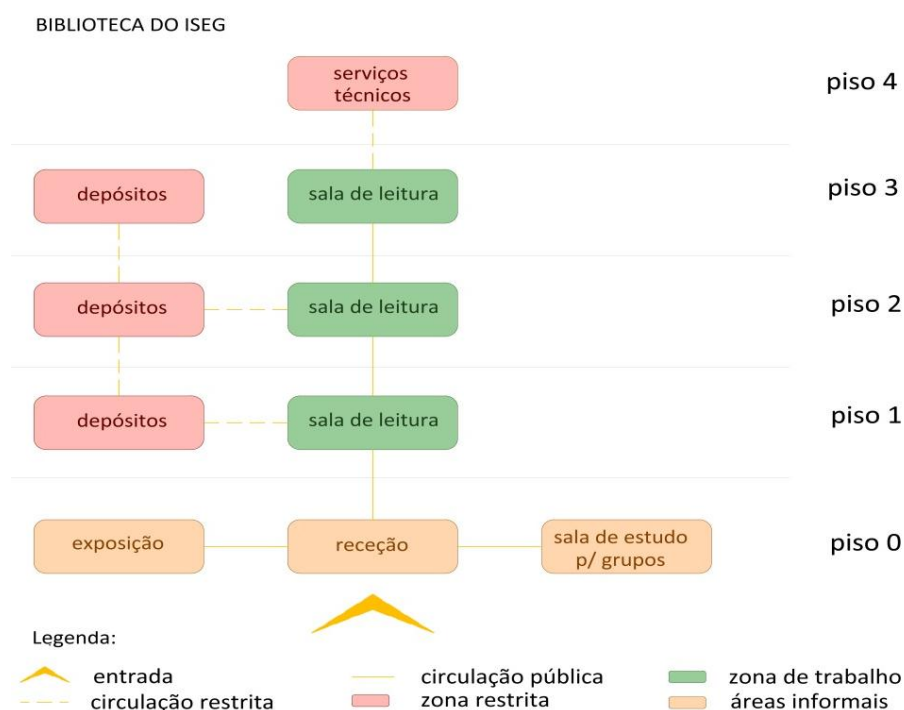 BIBLIOTECA DO ISEG
serviços
técnicos
piso 4
depósitos
sala de leitura
piso 3
depósitos
sala de leitura
piso 2
depósitos
sala de leitura
piso 1
exposição
receção
sala de estudo
p/ grupos
piso 0
Legenda:
entrada
circulação pública
zona de trabalho
circulação restrita
zona restrita
áreas informais